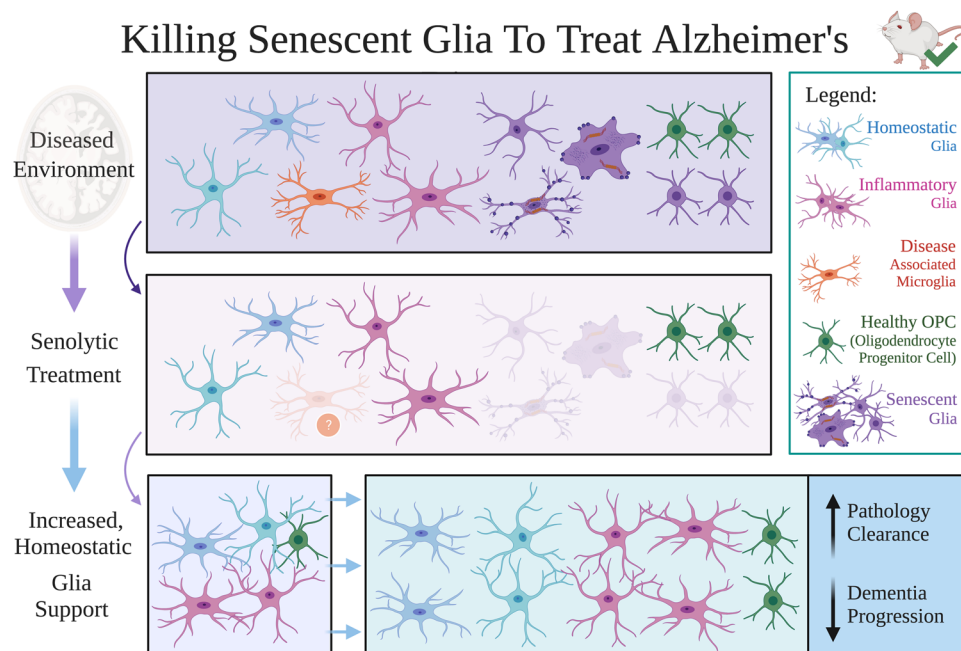 Killing Senescent Glia To Treat Alzheimer's
Diseased
Environment
Senolytic
Treatment
?
Increased,
Homeostatic
Glia
Support
Legend:
Homeostatic
Glia
Inflammatory
Glia
Disease
Associated
Microglia
Healthy OPC
(Oligodendrocyte
Progenitor Cell)
Senescent
Glia
Pathology
Clearance
Dementia
Progression